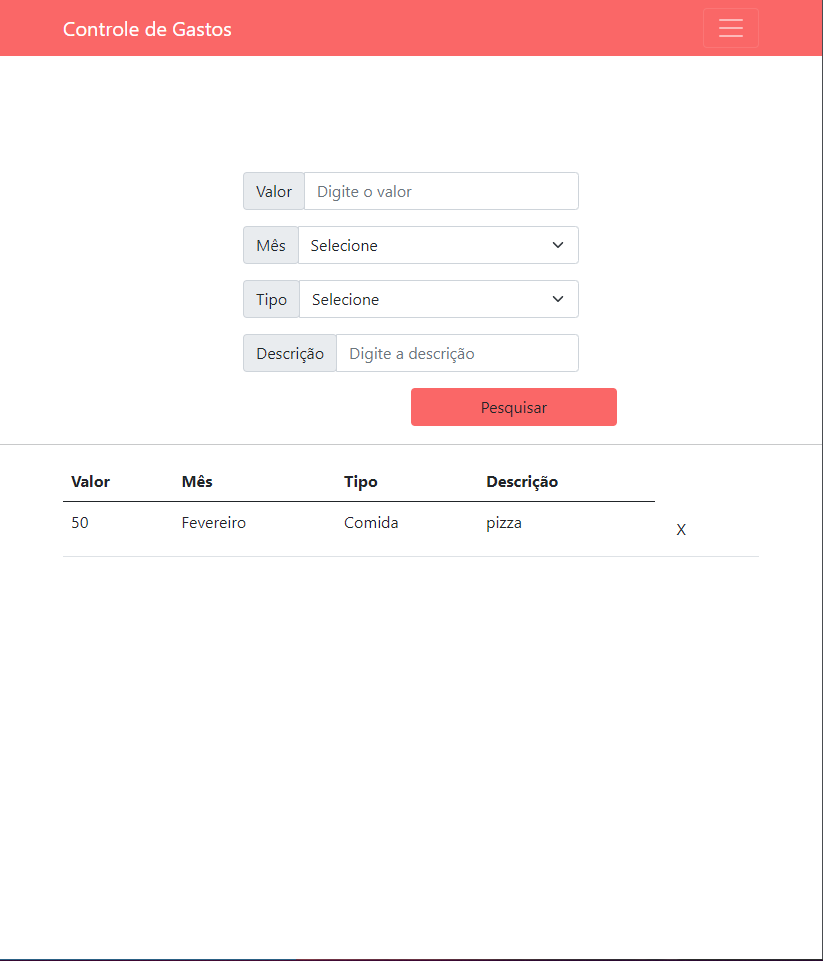 Controle de Gastos
Valor Digite o valor
Mês Selecione
Tipo Selecione
Descrição Digite a descrição
Pesquisar
Valor Mês Tipo Descrição
50 Fevereiro Comida pizza X